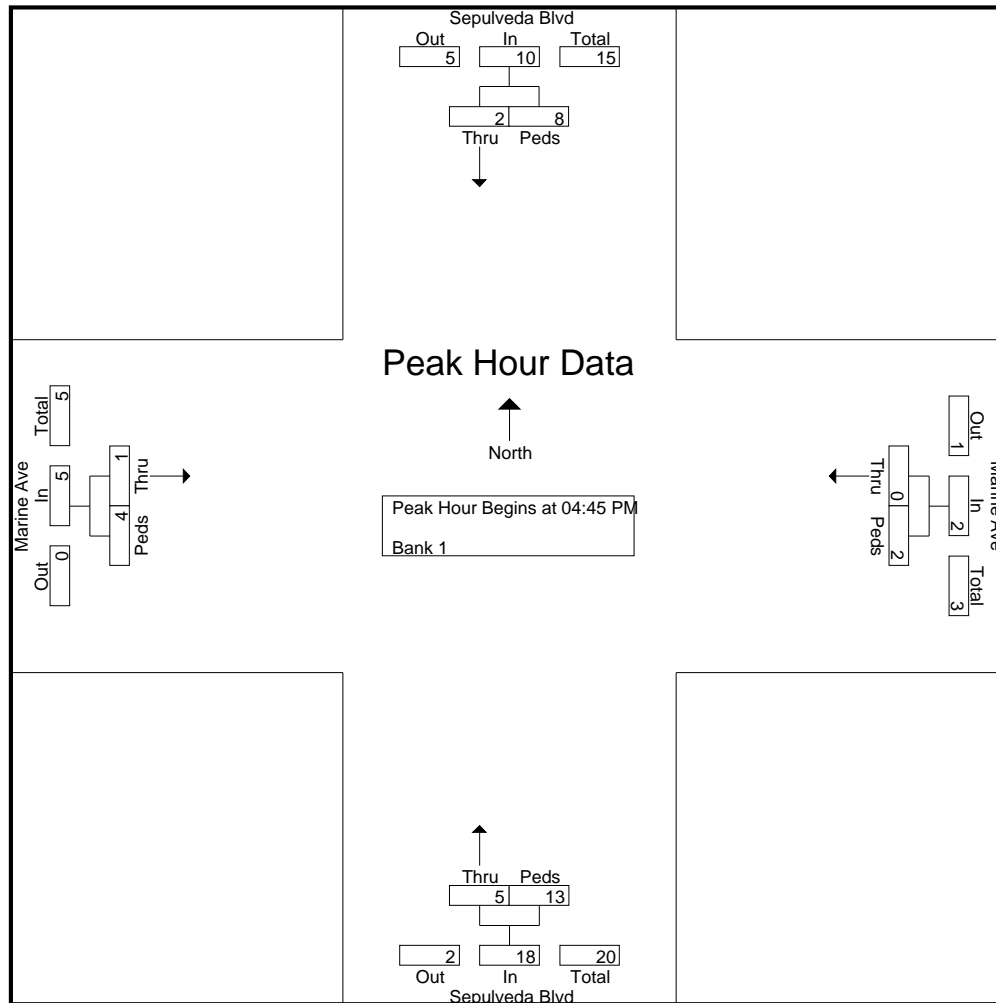 Sepulveda Blvd
Out In Total
5 10 15
2 8
Thru Peds
Peak Hour Data
North
Peak Hour Begins at 04:45 PM
Bank 1
Marine Ave
Out In Total
0 5 5
Peds Thru
4 1
Marine Ave
Out In Total
1 2 3
Thru Peds
0 2
Thru Peds
5 13
2 18 20
Out In Total
Sepulveda Blvd